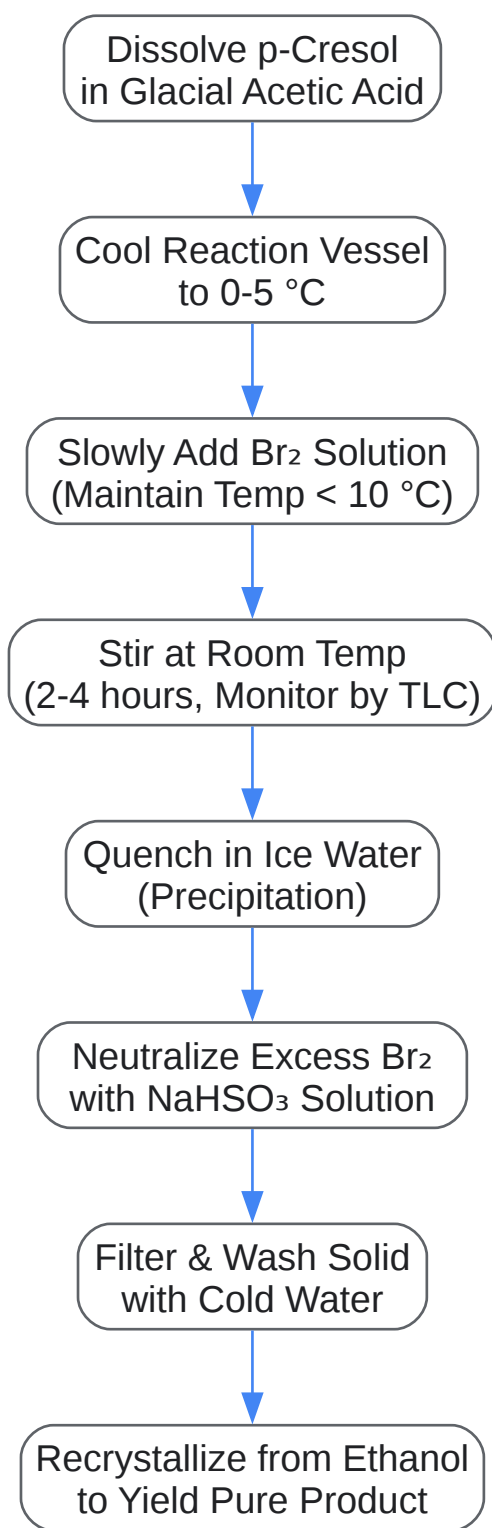 Dissolve p-Cresol
in Glacial Acetic Acid
Cool Reaction Vessel
to 0-5 °C
Slowly Add Br₂ Solution
(Maintain Temp < 10 °C)
Stir at Room Temp
(2-4 hours, Monitor by TLC)
Quench in Ice Water
(Precipitation)
Neutralize Excess Br₂
with NaHSO₃ Solution
Filter & Wash Solid
with Cold Water
Recrystallize from Ethanol
to Yield Pure Product